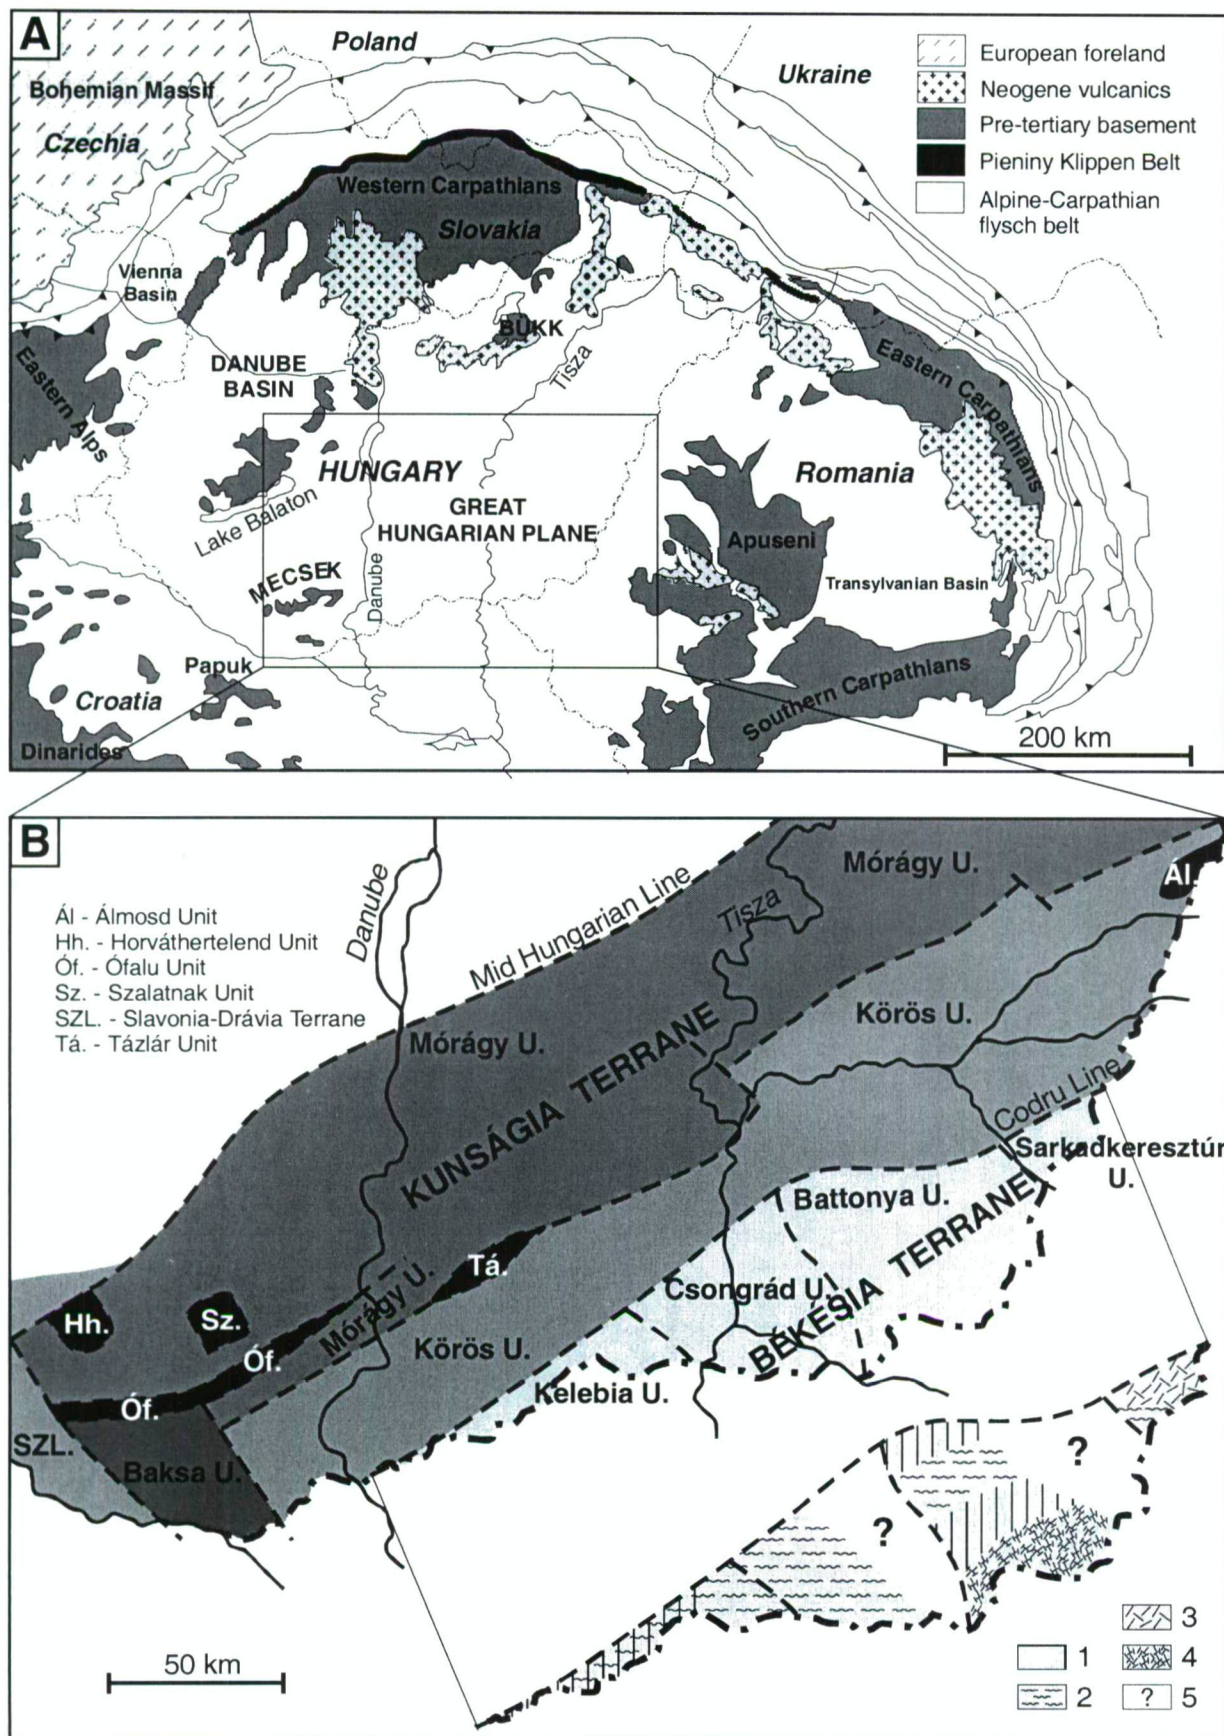 A
Poland
Ukraine
Bohemian Massif
Czechia
European foreland
Neogene vulcanics
Pre-tertiary basement
Pieniny Klippen Belt
Alpine-Carpathian
flysch belt
Western Carpathians
Slovakia
Vienna
Basin
BÜKK
Tisza
DANUBE
BASIN
Eastern Alps
Eastern Carpathians
HUNGARY
Romania
Lake Balaton
GREAT
HUNGARIAN PLANE
Apuseni
MECSEK
Danube
Transylvanian Basin
Papuk
Croatia
Southern Carpathians
Dinarides
200 km
B
Ál - Álmosd Unit
Hh. - Horváthertelend Unit
Óf. - Ófalu Unit
Sz. - Szalatnak Unit
SZL. - Slavonia-Drávia Terrane
Tá. - Tázlár Unit
Danube
Mid Hungarian Line
Tisza
Mórágy U.
Ál.
Mórágy U.
Körös U.
KUNSÁGIA TERRANE
Codru Line
Sarkadkeresztúr
U.
Battonya U.
Tá.
Mórágy U.
Csongrád U.
BÉKÉSIA TERRANE
Hh.
Sz.
Óf.
Körös U.
Kelebia U.
Óf.
SZL.
Baksa U.
?
?
50 km
1
2
3
4
? 5